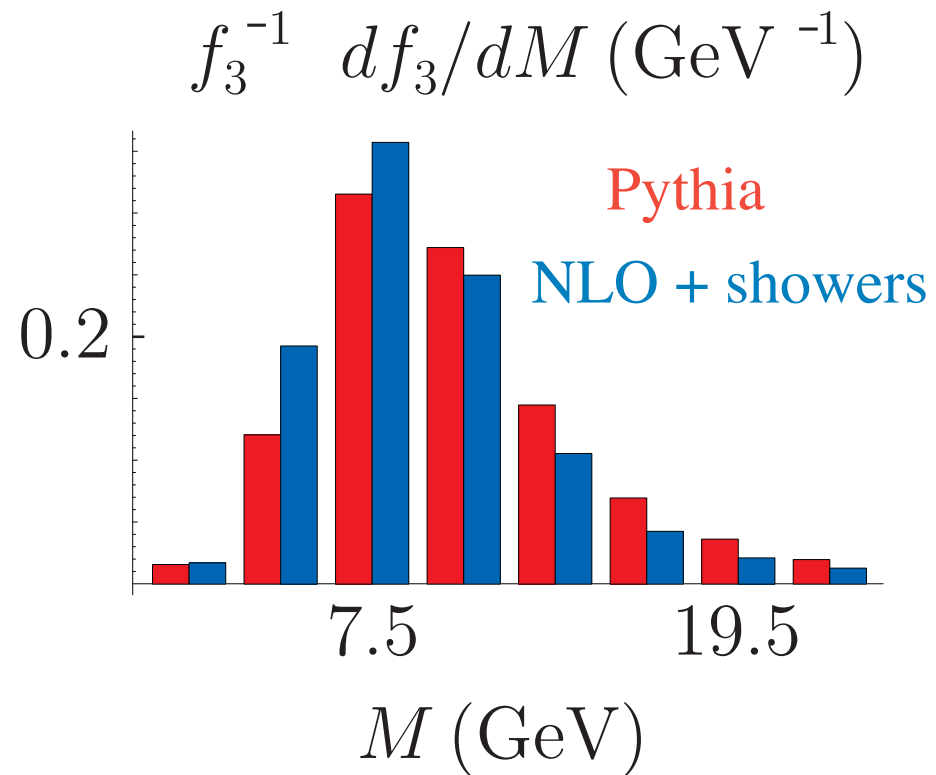 f₃⁻¹ df₃/dM (GeV ⁻¹)
Pythia
NLO + showers
0.2
7.5 19.5
M (GeV)